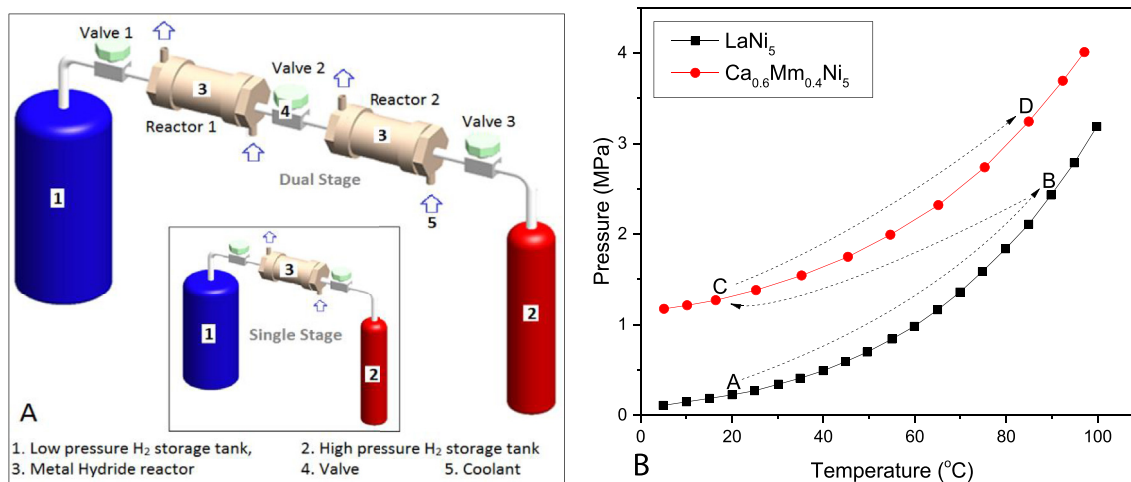 Valve 1
3
Valve 2
4
Reactor 1
Reactor 2
3
Valve 3
Dual Stage
1
5
3
1
Single Stage
2
2
A
1. Low pressure H₂ storage tank, 2. High pressure H₂ storage tank
3. Metal Hydride reactor 4. Valve 5. Coolant
LaNi₅
Ca₀.₆Mm₀.₄Ni₅
4
3
2
1
0
Pressure (MPa)
D
B
C
A
0 20 40 60 80 100
Temperature (°C)
B